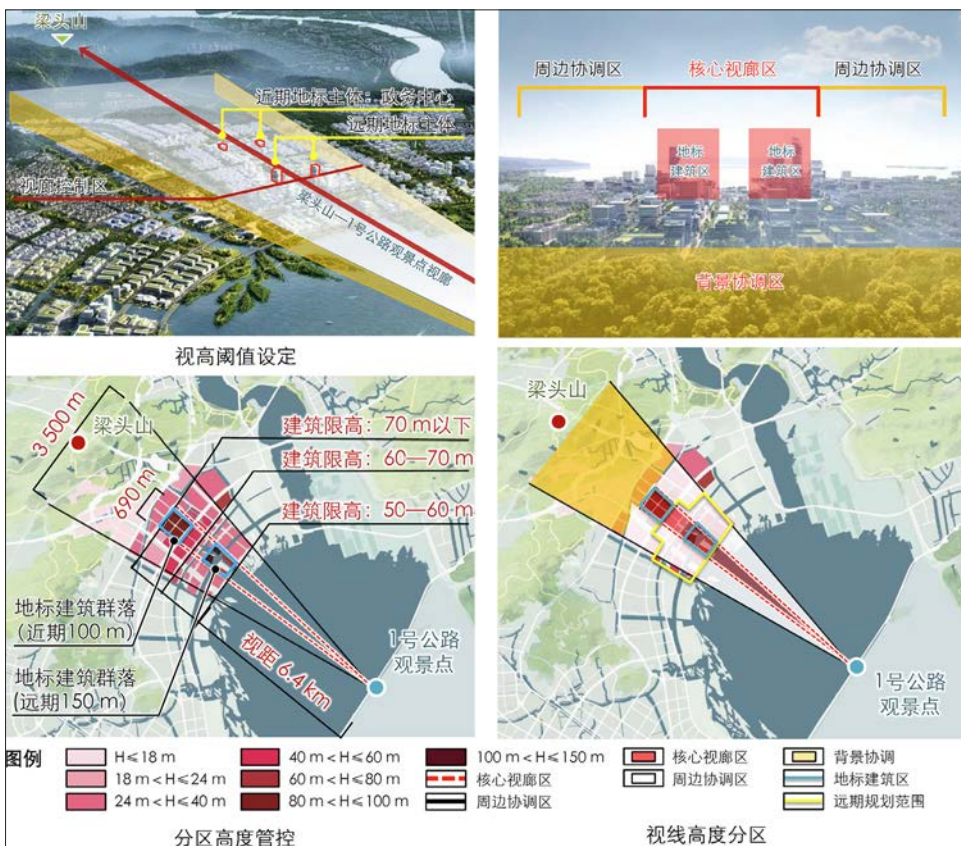 梁头山
近期地标主体：政务中心
远期地标主体
视廊控制区
梁头山—1号公路观景点视廊
视高阈值设定
周边协调区
核心视廊区
周边协调区
地标
建筑区
地标
建筑区
背景协调区
3 500 m
梁头山
690 m
建筑限高：70 m以下
建筑限高：60—70 m
建筑限高：50—60 m
地标建筑群落
(近期100 m)
地标建筑群落
(远期150 m)
视距 6.4 km
1号公路
观景点
梁头山
1号公路
观景点
图例
H≤18 m
18 m<H≤24 m
24 m<H≤40 m
40 m<H≤60 m
60 m<H≤80 m
80 m<H≤100 m
100 m<H≤150 m
核心视廊区
周边协调区
分区高度管控
核心视廊区
周边协调区
背景协调
地标建筑区
远期规划范围
视线高度分区